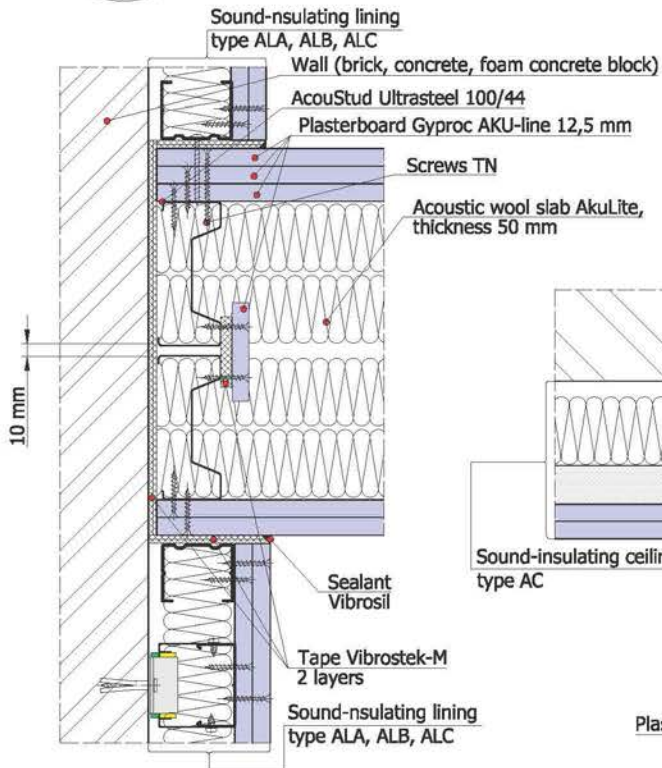 Sound-nsulating lining
type ALA, ALB, ALC
Wall (brick, concrete, foam concrete block)
AcouStud Ultrasteel 100/44
Plasterboard Gyproc AKU-line 12,5 mm
Screws TN
Acoustic wool slab AkuLite,
thickness 50 mm
10 mm
Sound-insulating ceilin
type AC
Sealant
Vibrosil
Tape Vibrostek-M
2 layers
Sound-nsulating lining
type ALA, ALB, ALC
Plas